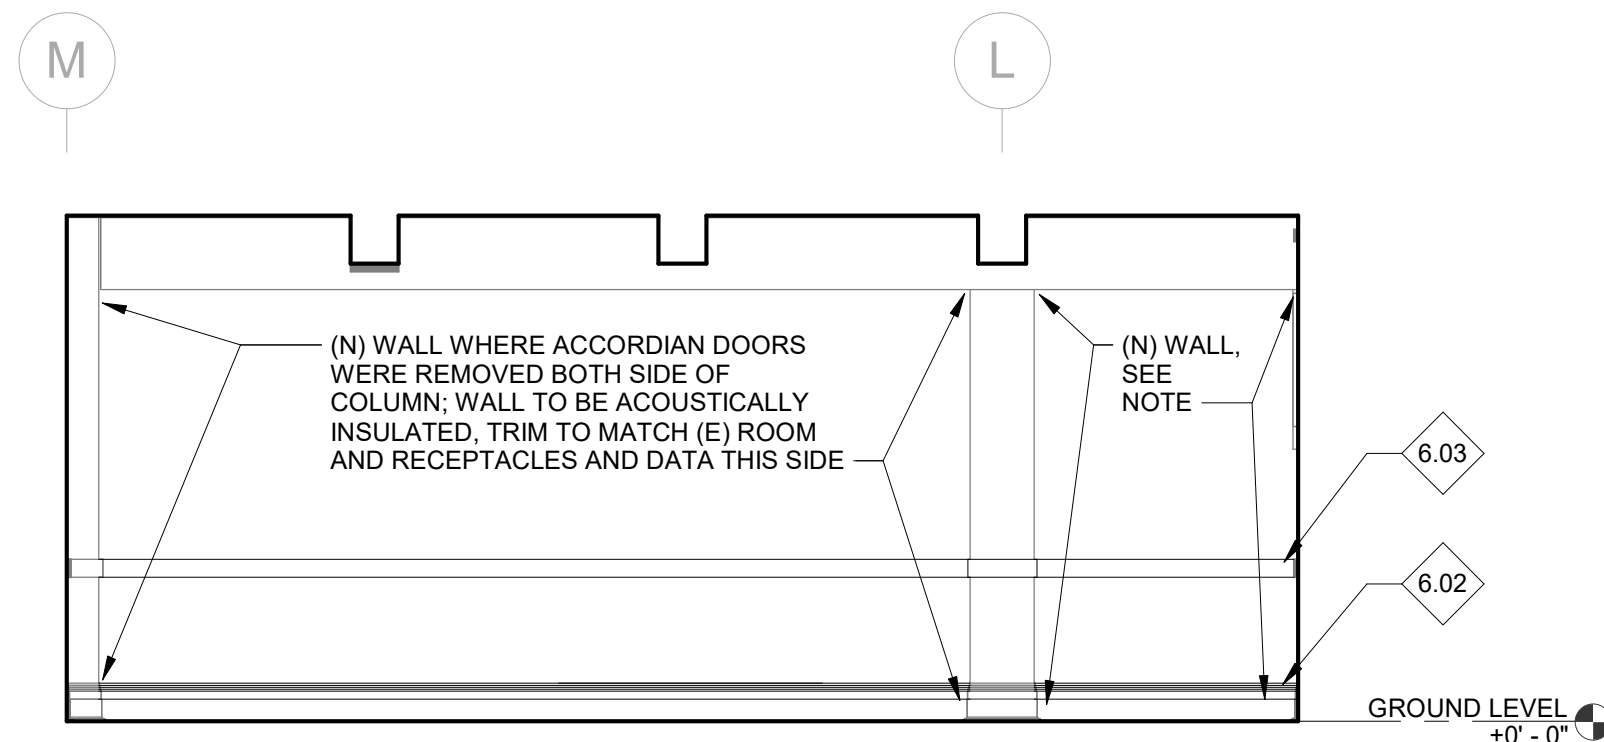 M
L
(N) WALL WHERE ACCORDIAN DOORS
WERE REMOVED BOTH SIDE OF
COLUMN; WALL TO BE ACOUSTICALLY
INSULATED, TRIM TO MATCH (E) ROOM
AND RECEPTACLES AND DATA THIS SIDE
(N) WALL,
SEE
NOTE
6.03
6.02
GROUND LEVEL
+0' - 0"